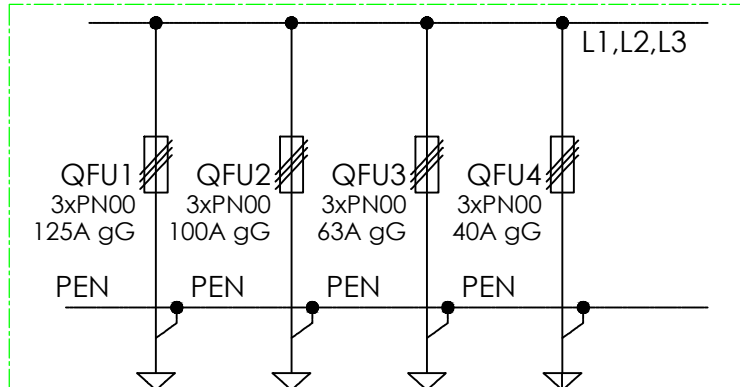 L1,L2,L3
QFU1
3xPN00
125A gG
QFU2
3xPN00
100A gG
QFU3
3xPN00
63A gG
QFU4
3xPN00
40A gG
PEN
PEN
PEN
PEN